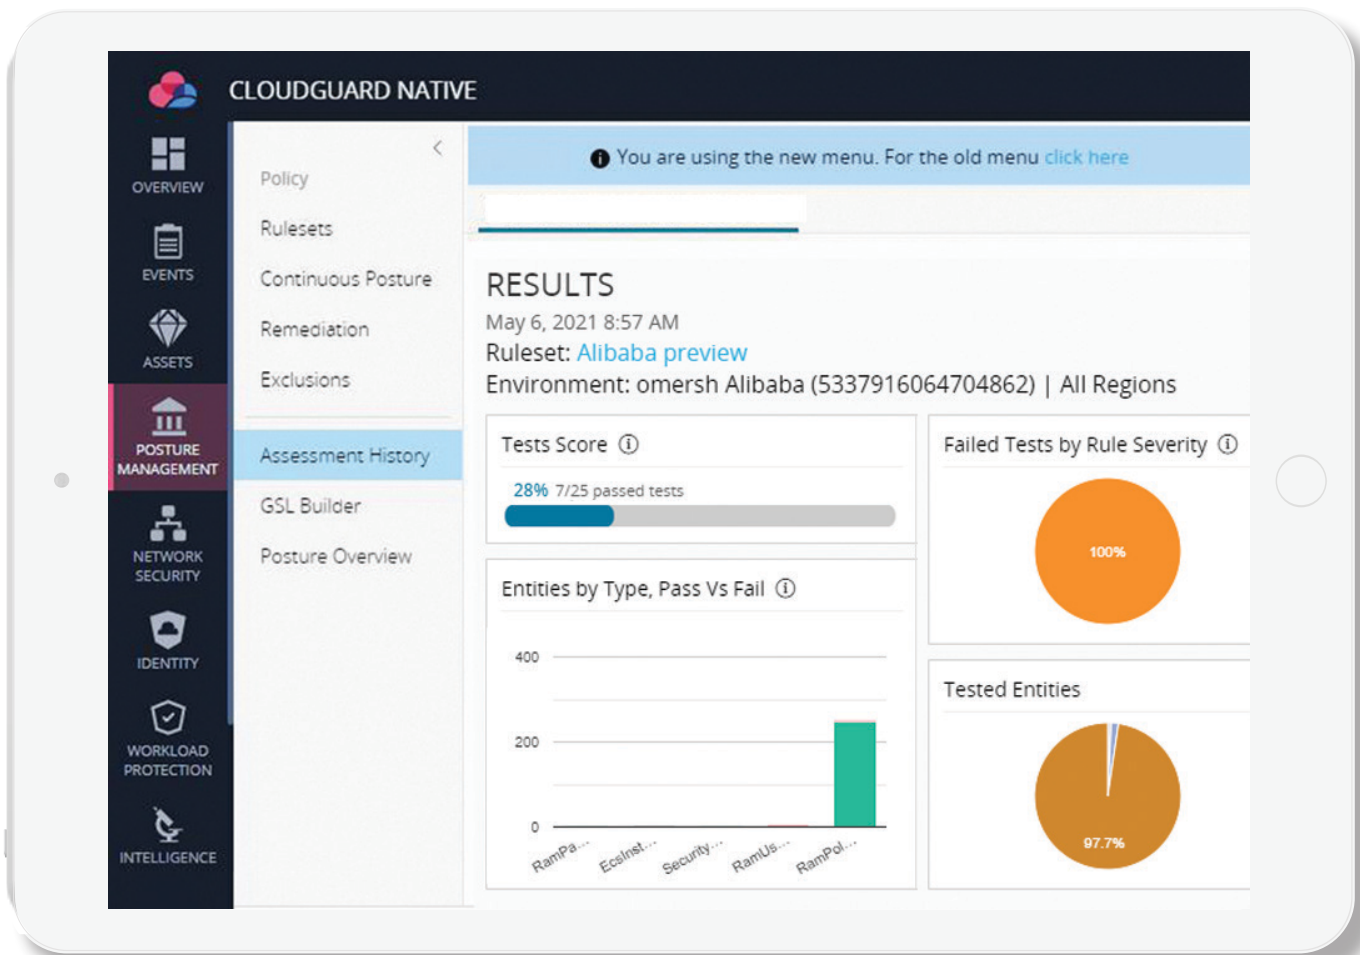 CLOUDGUARD NATIVE
OVERVIEW
EVENTS
ASSETS
POSTURE
MANAGEMENT
NETWORK
SECURITY
IDENTITY
WORKLOAD
PROTECTION
INTELLIGENCE
Policy
Rulesets
Continuous Posture
Remediation
Exclusions
Assessment History
GSL Builder
Posture Overview
You are using the new menu. For the old menu click here
RESULTS
May 6, 2021 8:57 AM
Ruleset: Alibaba preview
Environment: omersh Alibaba (5337916064704862) | All Regions
Tests Score
28% 7/25 passed tests
Failed Tests by Rule Severity
100%
Entities by Type, Pass Vs Fail
400
200
0
RamPa...
EcsInst...
Security...
RamUs...
RamPol...
Tested Entities
97.7%